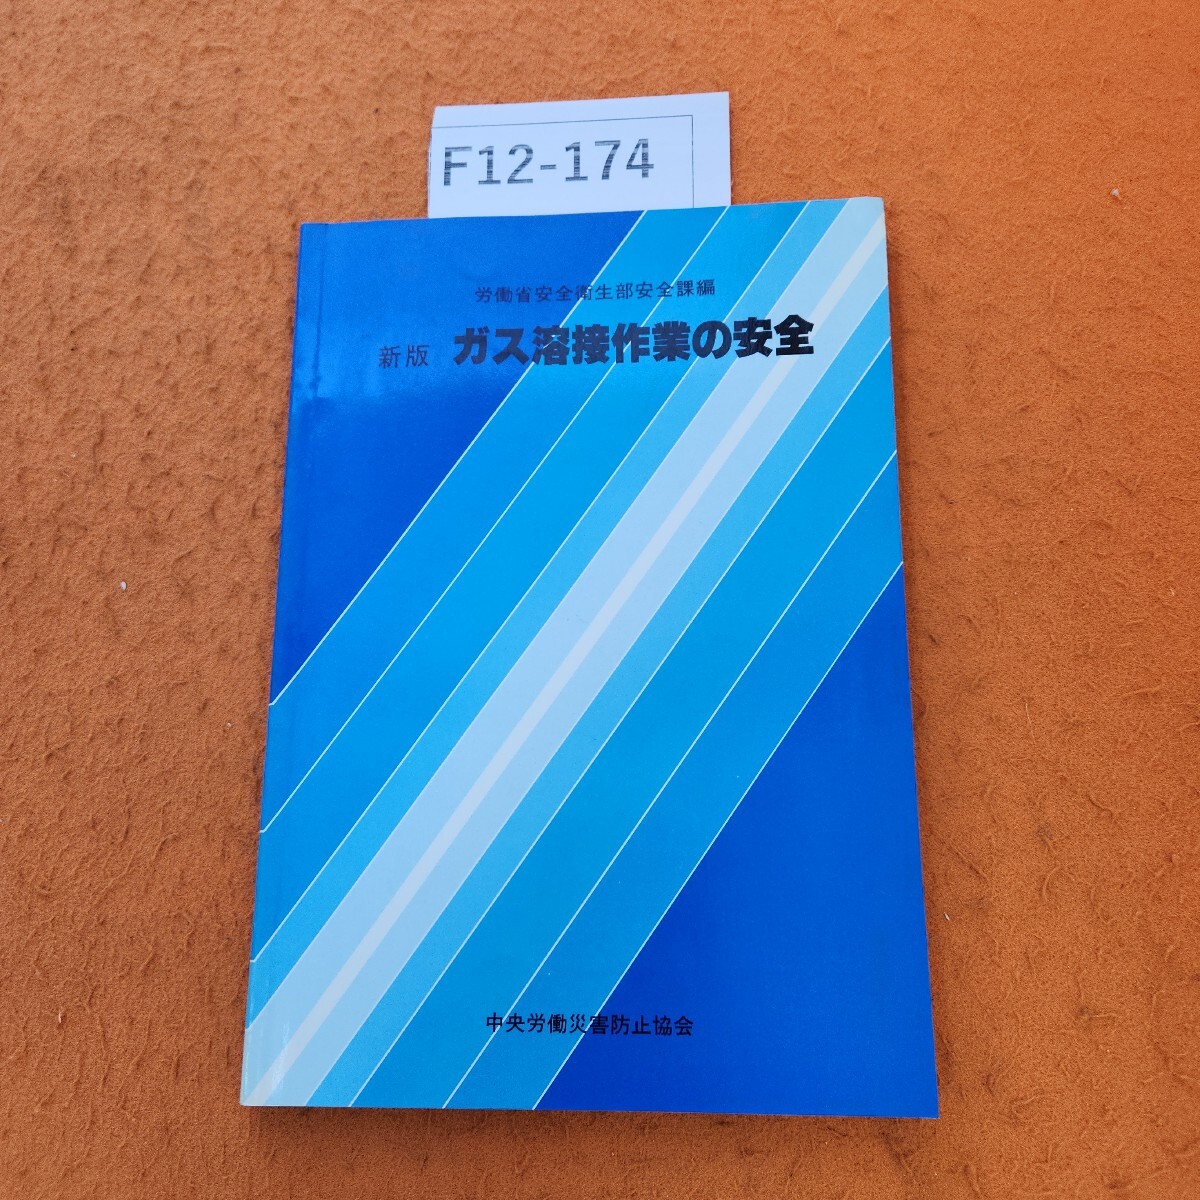 F12-174
労働省安全衛生部安全課編
新版 ガス溶接作業の安全
中央労働災害防止協会